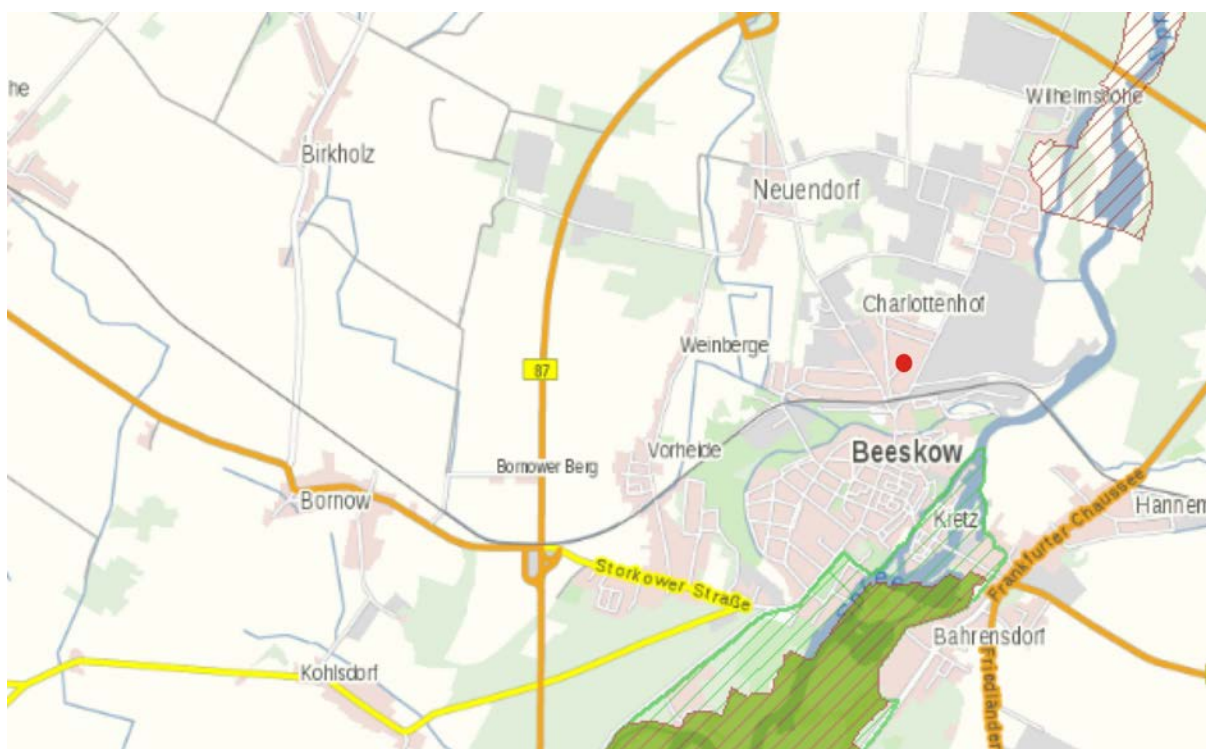 he
Birkholz
Neuendorf
Wilhelmshöhe
Charlottenhof
Weinberge
87
Vorheide
Beeskow
Bornower Berg
Bornow
Kretz
Hannem
Frankfurter Chaussee
Storkower Straße
Spree
Bahrensdorf
Kohlsdorf
Friedländer